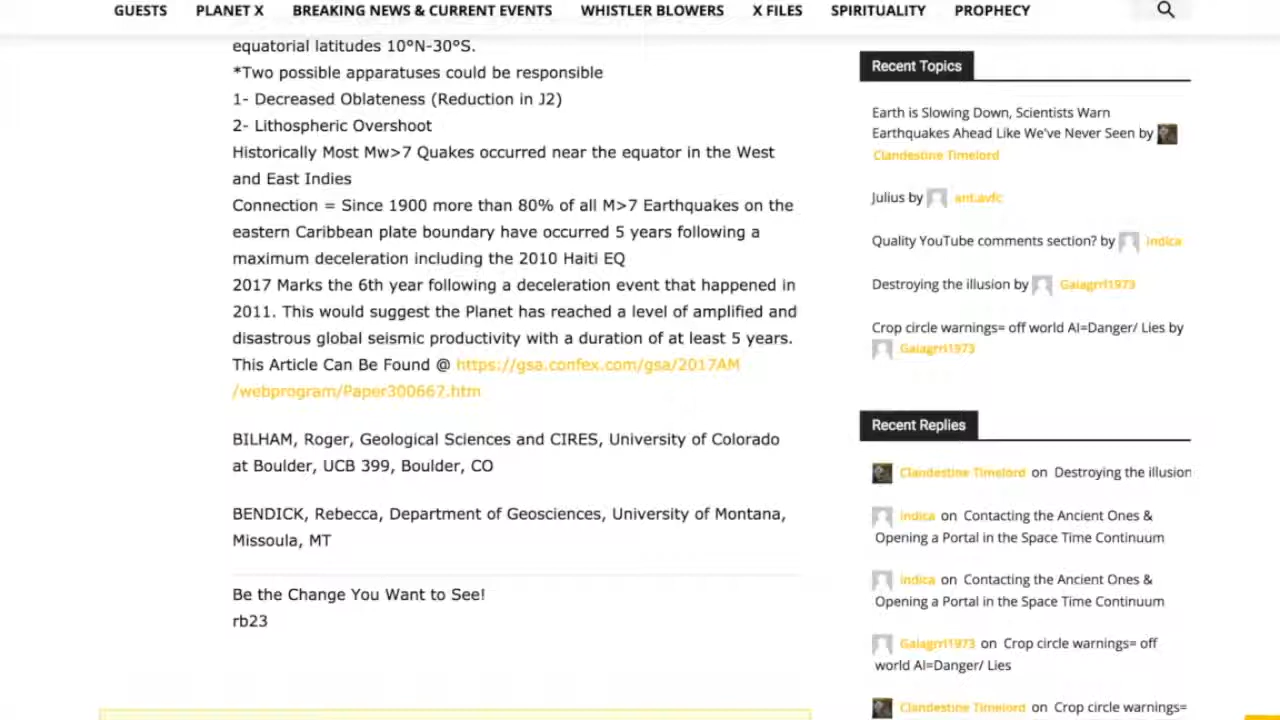 GUESTS PLANET X BREAKING NEWS & CURRENT EVENTS WHISTLER BLOWERS X FILES SPIRITUALITY PROPHECY
equatorial latitudes 10°N-30°S.
*Two possible apparatuses could be responsible
1- Decreased Oblateness (Reduction in J2)
2- Lithospheric Overshoot
Historically Most Mw>7 Quakes occurred near the equator in the West
and East Indies
Connection = Since 1900 more than 80% of all M>7 Earthquakes on the
eastern Caribbean plate boundary have occurred 5 years following a
maximum deceleration including the 2010 Haiti EQ
2017 Marks the 6th year following a deceleration event that happened in
2011. This would suggest the Planet has reached a level of amplified and
disastrous global seismic productivity with a duration of at least 5 years.
This Article Can Be Found @ https://gsa.confex.com/gsa/2017AM
/webprogram/Paper300667.htm
BILHAM, Roger, Geological Sciences and CIRES, University of Colorado
at Boulder, UCB 399, Boulder, CO
BENDICK, Rebecca, Department of Geosciences, University of Montana,
Missoula, MT
Be the Change You Want to See!
rb23
Recent Topics
Earth is Slowing Down, Scientists Warn
Earthquakes Ahead Like We've Never Seen by
Clandestine Timelord
Julius by ant.avfc
Quality YouTube comments section? by indica
Destroying the illusion by Gaiagrrl1973
Crop circle warnings= off world AI=Danger/ Lies by
Gaiagrrl1973
Recent Replies
Clandestine Timelord on Destroying the illusion
indica on Contacting the Ancient Ones &
Opening a Portal in the Space Time Continuum
indica on Contacting the Ancient Ones &
Opening a Portal in the Space Time Continuum
Gaiagrrl1973 on Crop circle warnings= off
world AI=Danger/ Lies
Clandestine Timelord on Crop circle warnings=